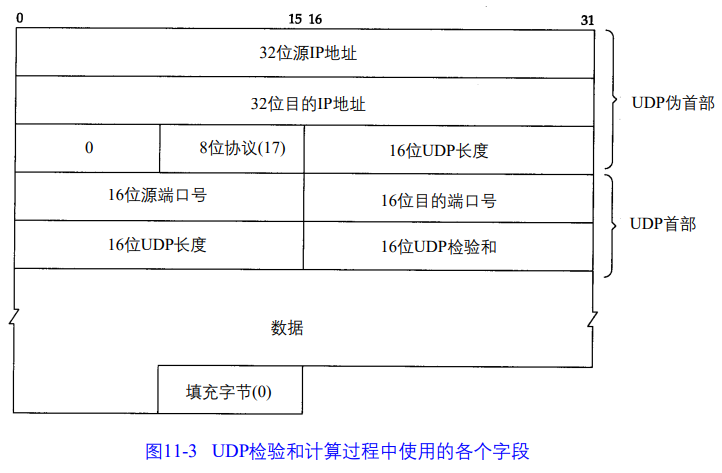 0 15 16 31
32位源IP地址
32位目的IP地址
UDP伪首部
0 8位协议(17) 16位UDP长度
16位源端口号 16位目的端口号
UDP首部
16位UDP长度 16位UDP检验和
数据
填充字节(0)
图11-3 UDP检验和计算过程中使用的各个字段